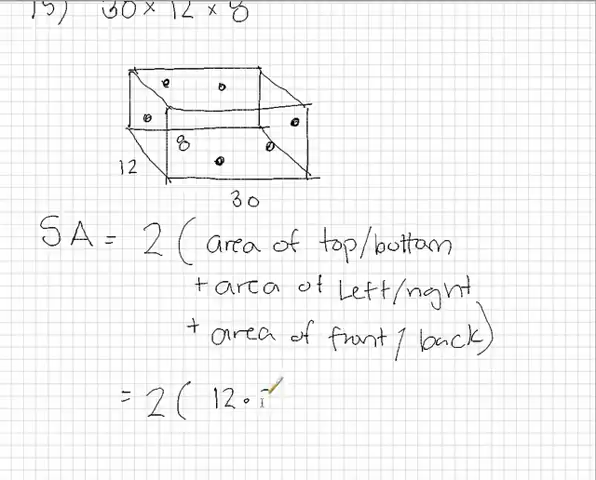 15) 30 × 12 × 8
8
12
30
SA = 2 ( area of top/bottom
+ area of Left/right
+ area of front / back)
= 2 ( 12 •